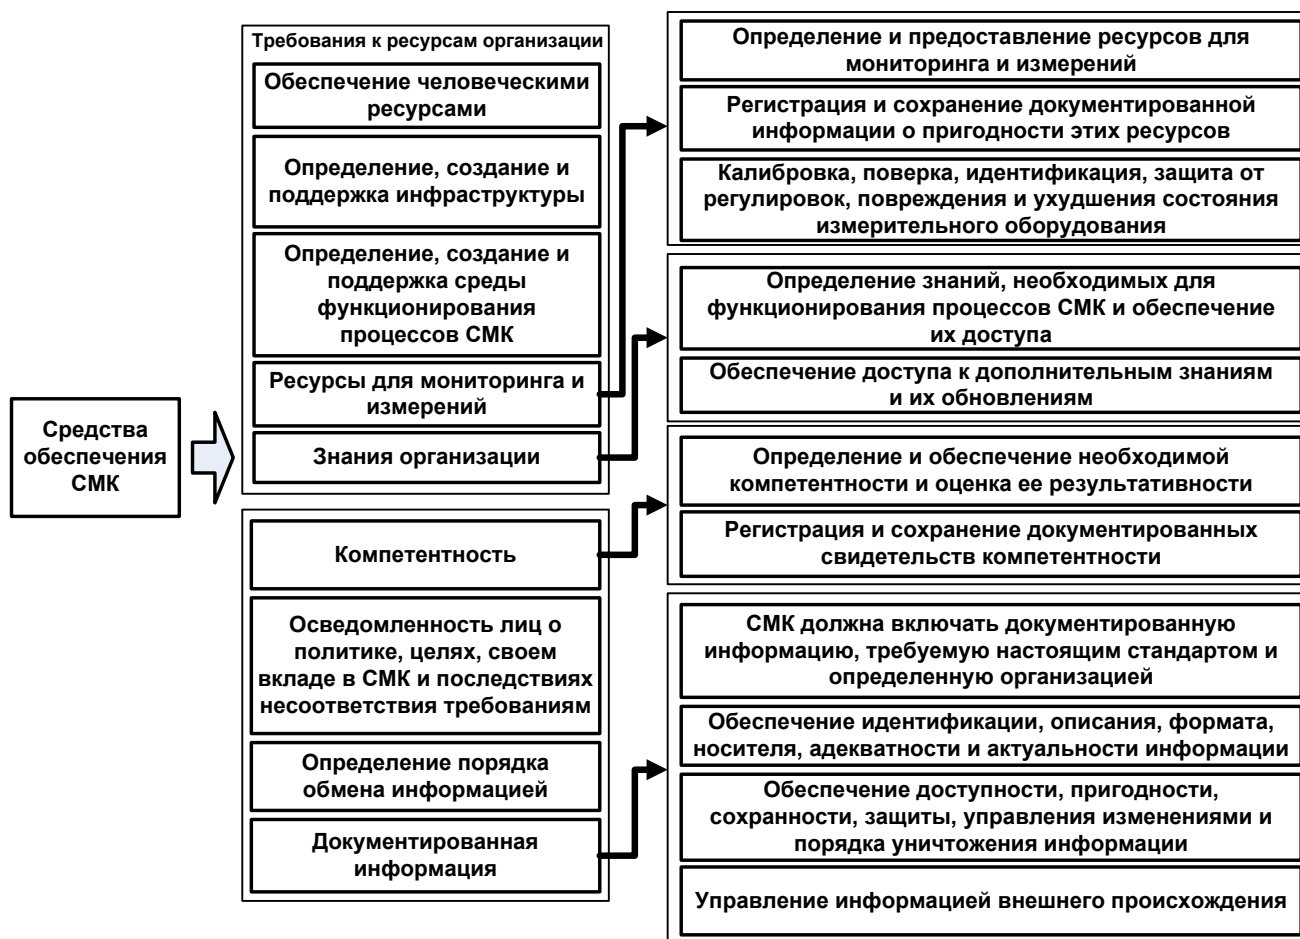 Средства
обеспечения
СМК
Требования к ресурсам организации
Обеспечение человеческими
ресурсами
Определение, создание и
поддержка инфраструктуры
Определение, создание и
поддержка среды
функционирования
процессов СМК
Ресурсы для мониторинга и
измерений
Знания организации
Компетентность
Осведомленность лиц о
политике, целях, своем
вкладе в СМК и последствиях
несоответствия требованиям
Определение порядка
обмена информацией
Документированная
информация
Определение и предоставление ресурсов для
мониторинга и измерений
Регистрация и сохранение документированной
информации о пригодности этих ресурсов
Калибровка, поверка, идентификация, защита от
регулировок, повреждения и ухудшения состояния
измерительного оборудования
Определение знаний, необходимых для
функционирования процессов СМК и обеспечение
их доступа
Обеспечение доступа к дополнительным знаниям
и их обновлениям
Определение и обеспечение необходимой
компетентности и оценка ее результативности
Регистрация и сохранение документированных
свидетельств компетентности
СМК должна включать документированную
информацию, требуемую настоящим стандартом и
определенную организацией
Обеспечение идентификации, описания, формата,
носителя, адекватности и актуальности информации
Обеспечение доступности, пригодности,
сохранности, защиты, управления изменениями и
порядка уничтожения информации
Управление информацией внешнего происхождения